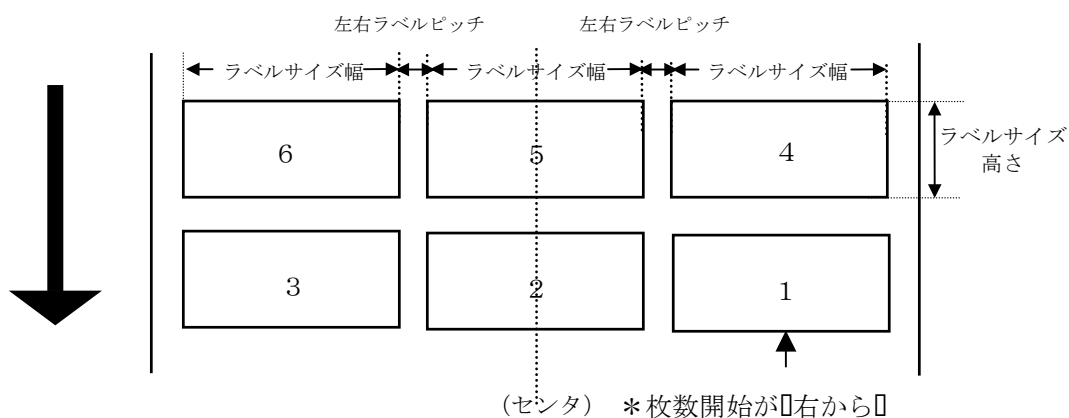 左右ラベルピッチ 左右ラベルピッチ
ラベルサイズ幅 ラベルサイズ幅 ラベルサイズ幅
6 5 4
ラベルサイズ
高さ
3 2 1
(センタ) *枚数開始が▯右から▯